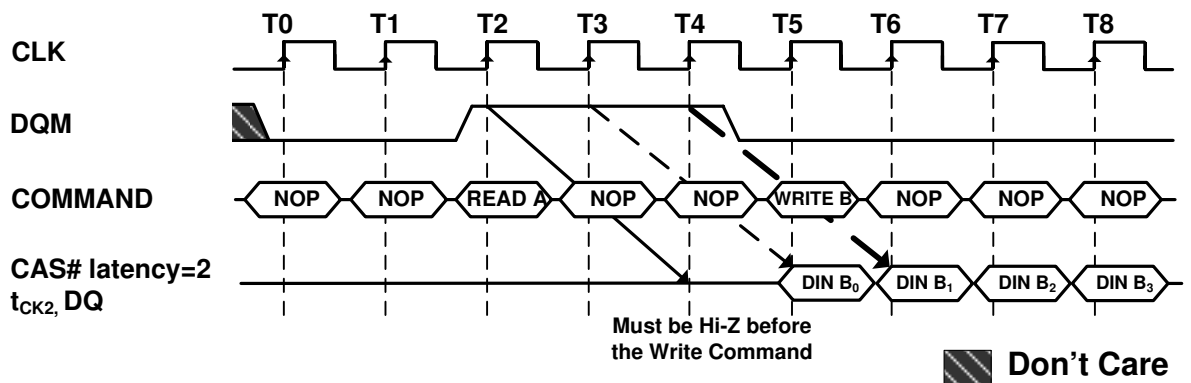 T0 T1 T2 T3 T4 T5 T6 T7 T8
CLK
DQM
COMMAND NOP NOP READ A NOP NOP WRITE B NOP NOP NOP
CAS# latency=2
tCK2, DQ DIN B0 DIN B1 DIN B2 DIN B3
Must be Hi-Z before
the Write Command
Don't Care